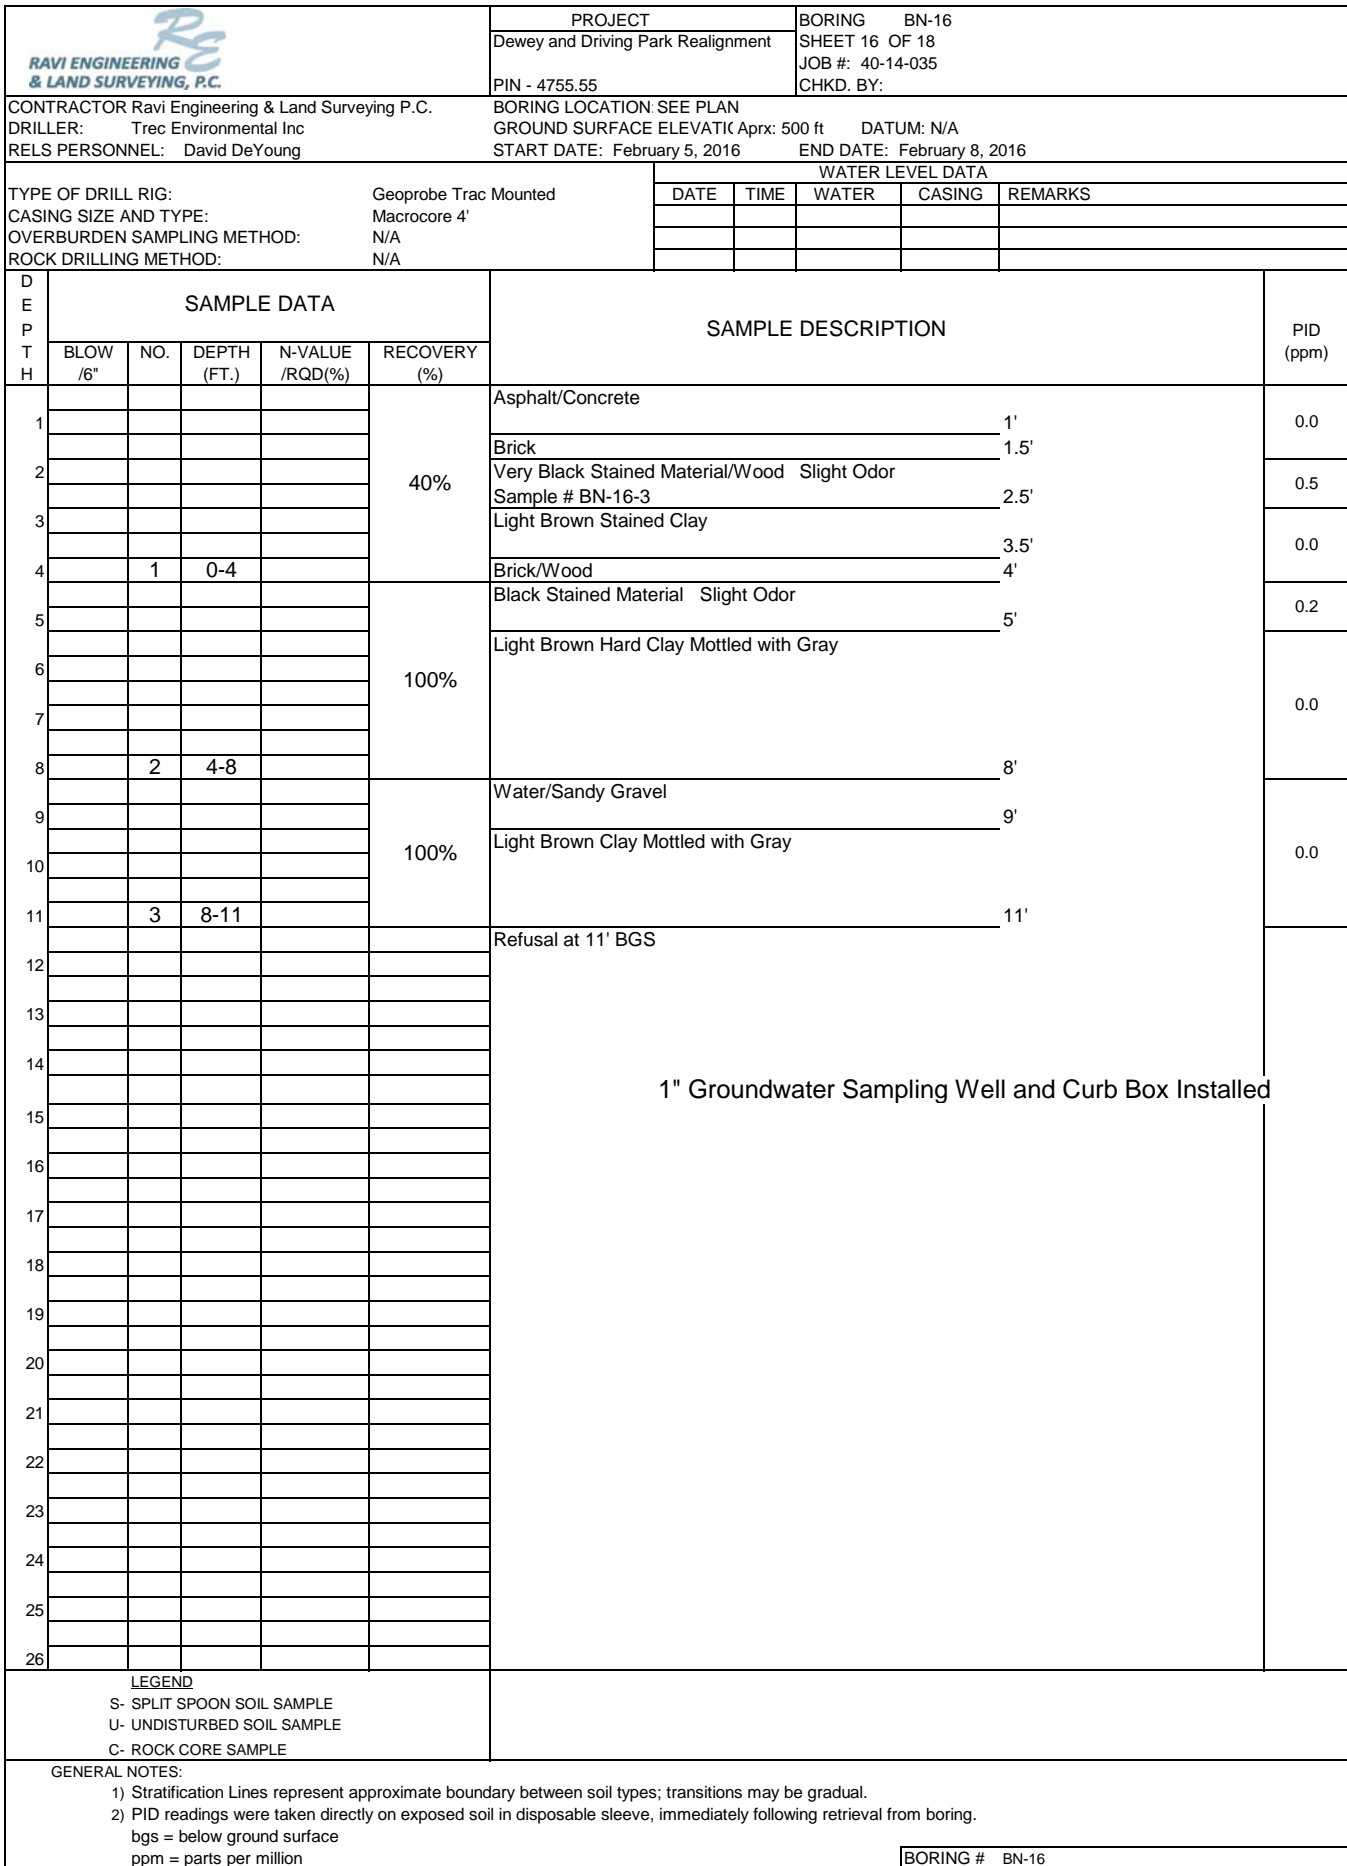 RE
RAVI ENGINEERING
& LAND SURVEYING, P.C.
PROJECT
Dewey and Driving Park Realignment
PIN - 4755.55
BORING BN-16
SHEET 16 OF 18
JOB #: 40-14-035
CHKD. BY:
CONTRACTOR Ravi Engineering & Land Surveying P.C.
DRILLER: Trec Environmental Inc
RELS PERSONNEL: David DeYoung
BORING LOCATION: SEE PLAN
GROUND SURFACE ELEVATI( Aprx: 500 ft DATUM: N/A
START DATE: February 5, 2016 END DATE: February 8, 2016
TYPE OF DRILL RIG: Geoprobe Trac Mounted
CASING SIZE AND TYPE: Macrocore 4'
OVERBURDEN SAMPLING METHOD: N/A
ROCK DRILLING METHOD: N/A
WATER LEVEL DATA
DATE TIME WATER CASING REMARKS
D
E
P
T
H
SAMPLE DATA
BLOW NO. DEPTH N-VALUE RECOVERY
/6" (FT.) /RQD(%) (%)
SAMPLE DESCRIPTION
PID
(ppm)
Asphalt/Concrete
1 1' 0.0
Brick 1.5'
2 Very Black Stained Material/Wood Slight Odor
40% 0.5
Sample # BN-16-3 2.5'
3 Light Brown Stained Clay
3.5' 0.0
4 1 0-4 Brick/Wood 4'
Black Stained Material Slight Odor
0.2
5 5'
Light Brown Hard Clay Mottled with Gray
6
100%
7 0.0
8 2 4-8 8'
Water/Sandy Gravel
9 9'
Light Brown Clay Mottled with Gray
100% 0.0
10
11 3 8-11 11'
Refusal at 11' BGS
12
13
14
1" Groundwater Sampling Well and Curb Box Installed
15
16
17
18
19
20
21
22
23
24
25
26
LEGEND
S- SPLIT SPOON SOIL SAMPLE
U- UNDISTURBED SOIL SAMPLE
C- ROCK CORE SAMPLE
GENERAL NOTES:
1) Stratification Lines represent approximate boundary between soil types; transitions may be gradual.
2) PID readings were taken directly on exposed soil in disposable sleeve, immediately following retrieval from boring.
bgs = below ground surface
ppm = parts per million
BORING # BN-16